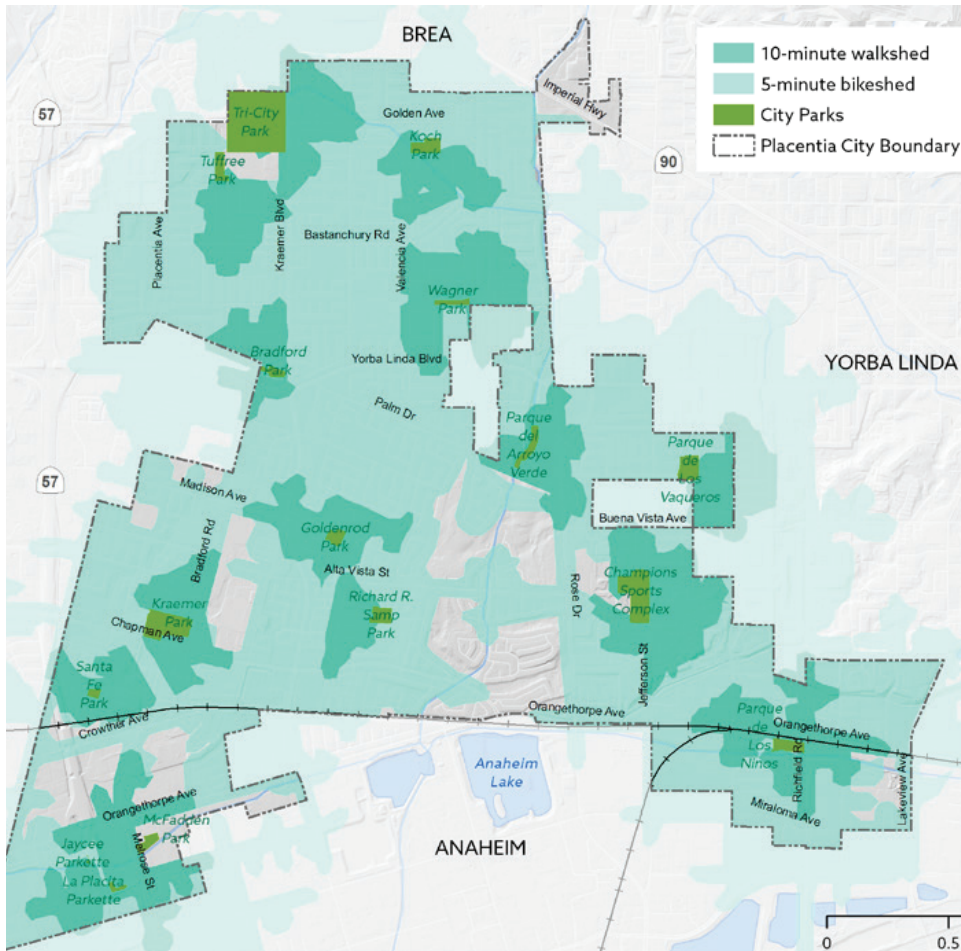 BREA
10-minute walkshed
5-minute bikeshed
City Parks
Placentia City Boundary
57
Imperial Hwy
Tri-City
Park
Golden Ave
Koch
Park
90
Tuffree
Park
Placentia Ave
Kraemer Blvd
Bastanchury Rd
Valencia Ave
Wagner
Park
Bradford
Park
Yorba Linda Blvd
YORBA LINDA
Palm Dr
Parque
del
Arroyo
Verde
Parque
de
Los
Vaqueros
57
Madison Ave
Bradford Rd
Goldenrod
Park
Buena Vista Ave
Alta Vista St
Rose Dr
Champions
Sports
Complex
Richard R.
Samp
Park
Kraemer
Park
Chapman Ave
Jefferson St
Santa
Fe
Park
Crowther Ave
Orangethorpe Ave
Parque
de
Los
Ninos
Orangethorpe Ave
Richfield Rd
Lakeview Ave
Miraloma Ave
Anaheim
Lake
Orangethorpe Ave
McFadden
Park
Melrose St
Jaycee
Parkette
La Placita
Parkette
ANAHEIM
0
0.5